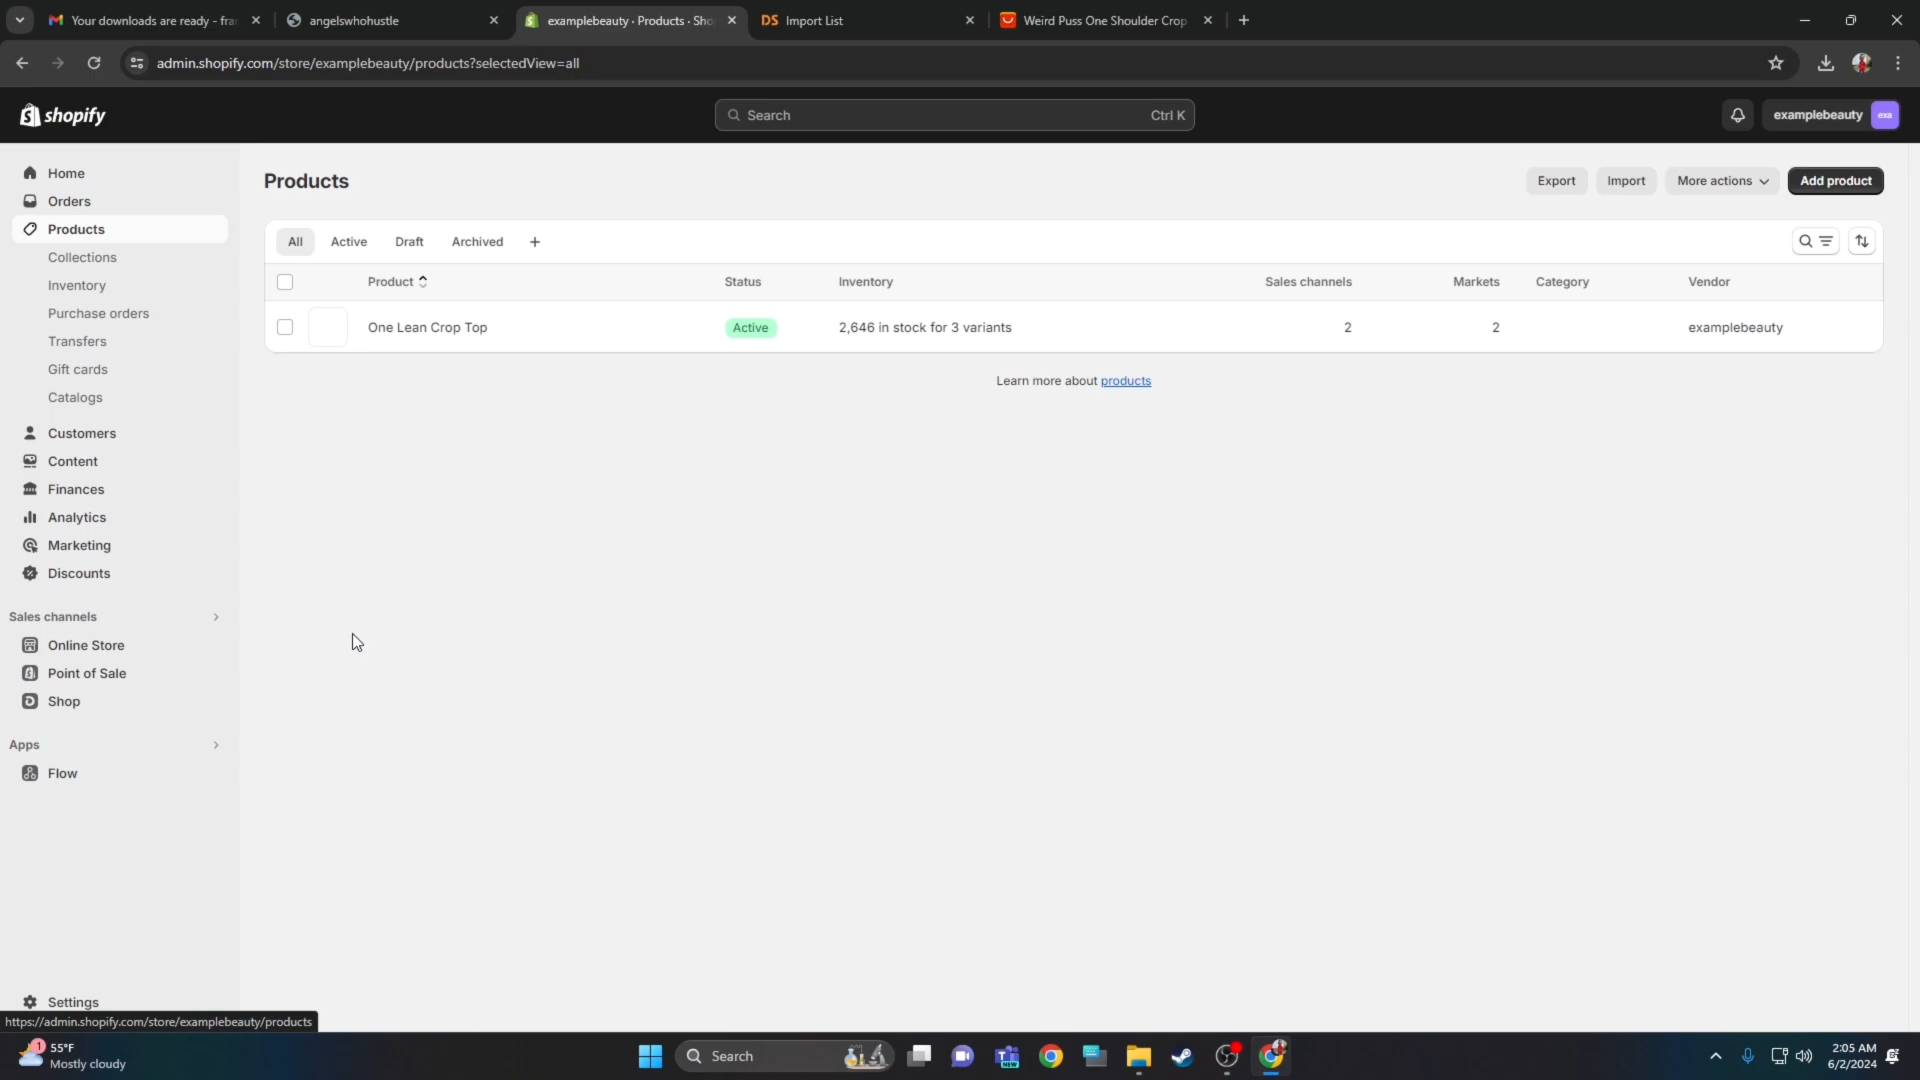 Your downloads are ready - fra
angelswhohustle
examplebeauty · Products · Sho
DS Import List
Weird Puss One Shoulder Crop
admin.shopify.com/store/examplebeauty/products?selectedView=all
shopify
Search
Ctrl K
examplebeauty
exa
Home
Orders
Products
Collections
Inventory
Purchase orders
Transfers
Gift cards
Catalogs
Customers
Content
Finances
Analytics
Marketing
Discounts
Sales channels
Online Store
Point of Sale
Shop
Apps
Flow
Settings
Products
Export
Import
More actions
Add product
All
Active
Draft
Archived
Product
Status
Inventory
Sales channels
Markets
Category
Vendor
One Lean Crop Top
Active
2,646 in stock for 3 variants
2
2
examplebeauty
Learn more about products
https://admin.shopify.com/store/examplebeauty/products
1
55°F
Mostly cloudy
Search
NEW
2:05 AM
6/2/2024